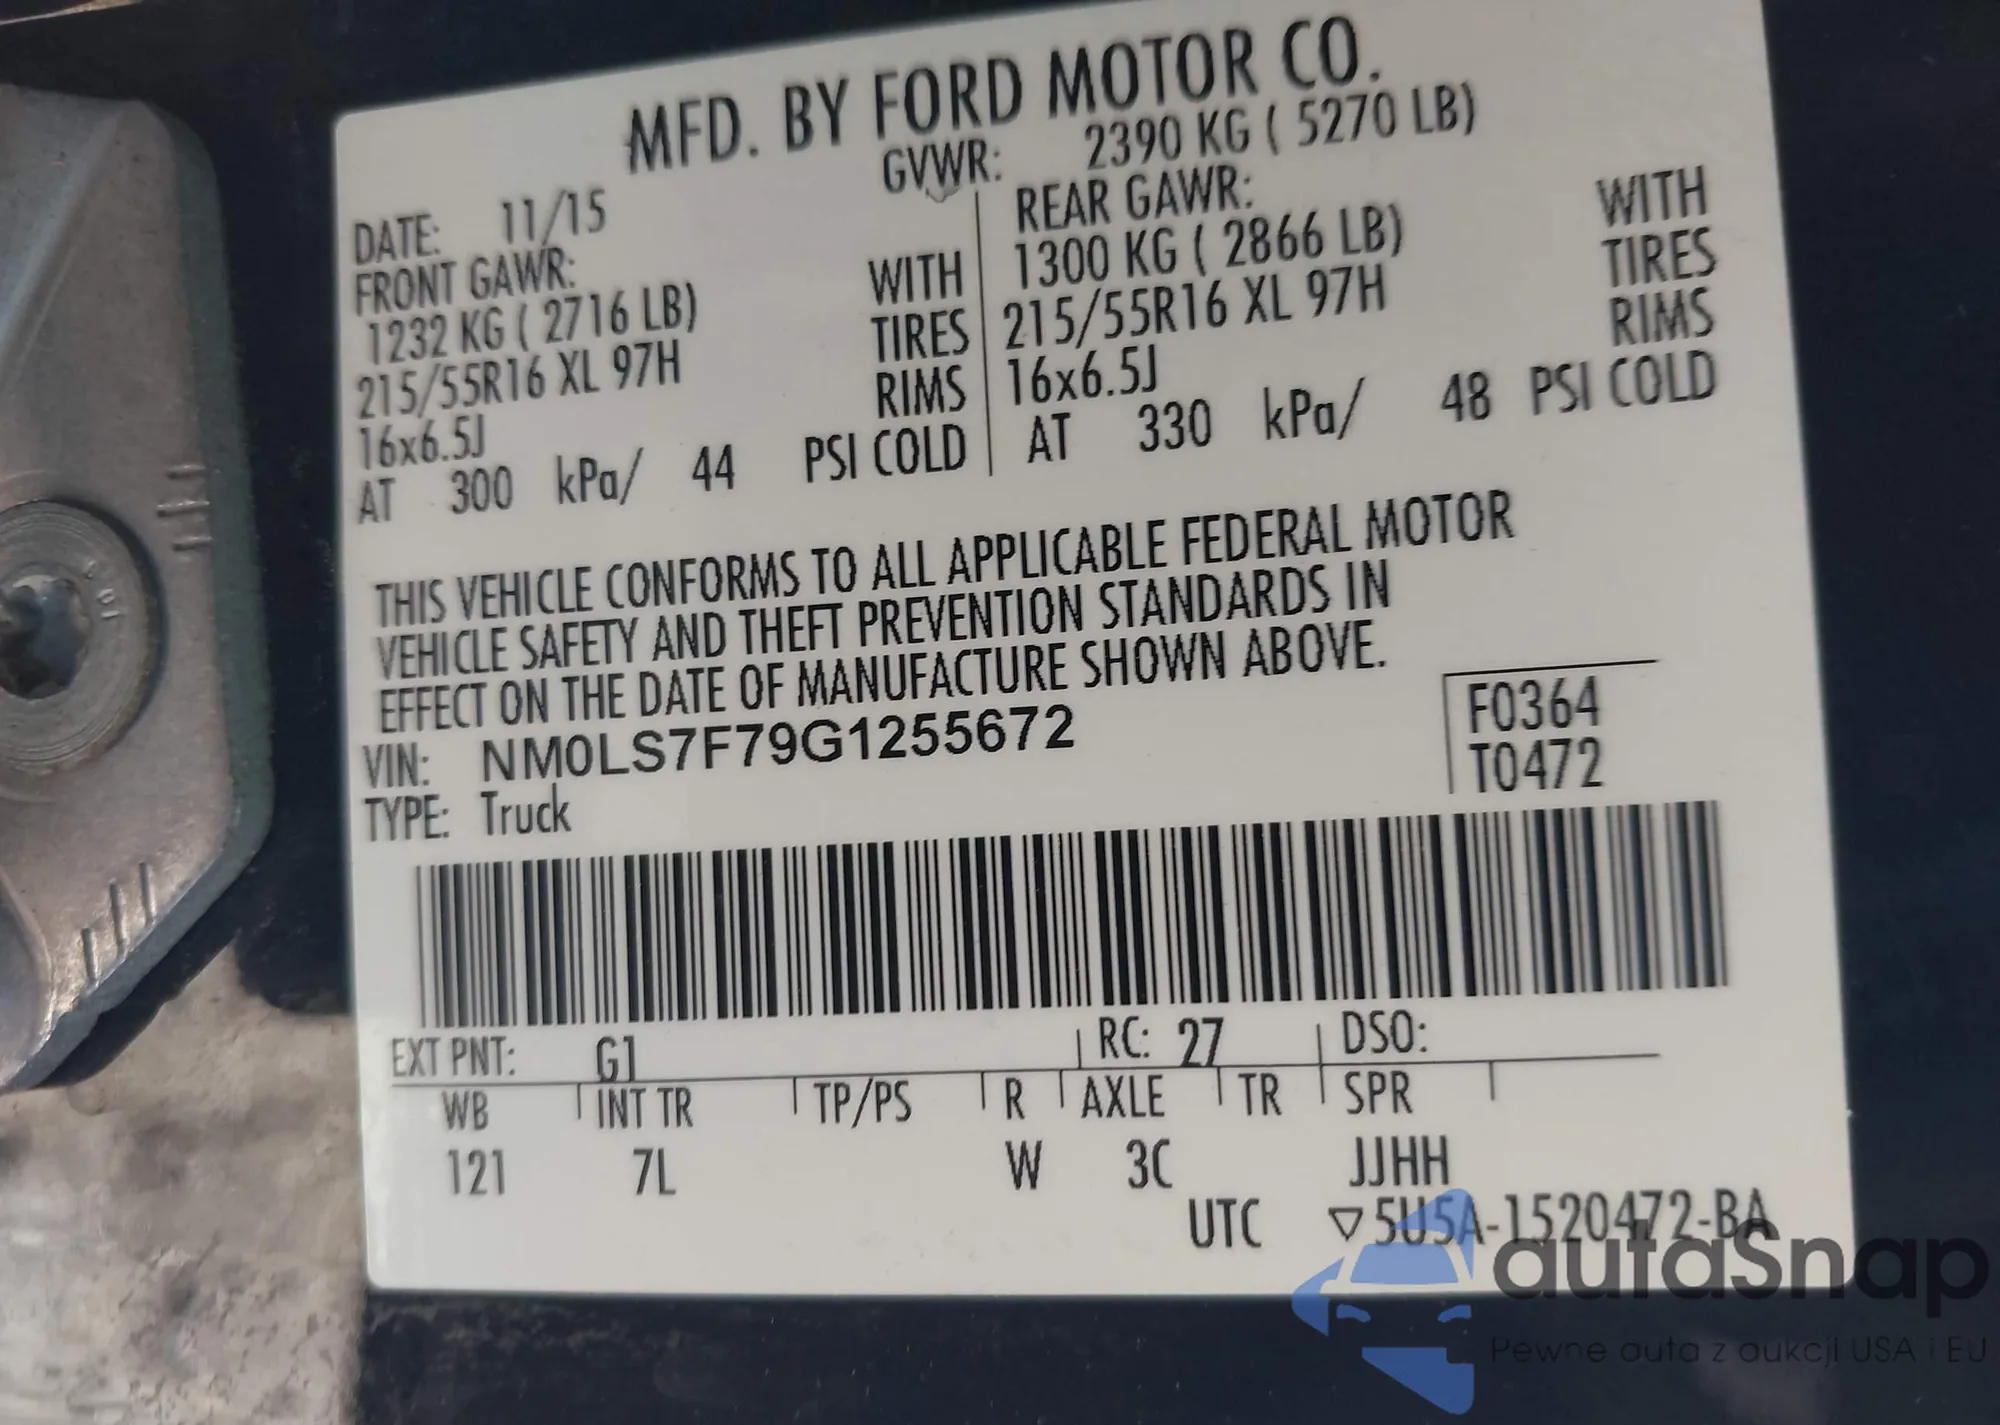 MFD. BY FORD MOTOR CO.
DATE: 11/15 GVWR: 2390 KG ( 5270 LB)
FRONT GAWR: REAR GAWR:
1232 KG ( 2716 LB) WITH 1300 KG ( 2866 LB) WITH
215/55R16 XL 97H TIRES 215/55R16 XL 97H TIRES
16x6.5J RIMS 16x6.5J RIMS
AT 300 kPa/ 44 PSI COLD AT 330 kPa/ 48 PSI COLD
THIS VEHICLE CONFORMS TO ALL APPLICABLE FEDERAL MOTOR
VEHICLE SAFETY AND THEFT PREVENTION STANDARDS IN
EFFECT ON THE DATE OF MANUFACTURE SHOWN ABOVE.
VIN: NM0LS7F79G1255672 F0364
TYPE: Truck T0472
EXT PNT: G1 RC: 27 DSO:
WB INT TR TP/PS R AXLE TR SPR
121 7L W 3C JJHH
UTC ▽5U5A-1520472-BA
autaSnap
Pewne auta z aukcji USA i EU